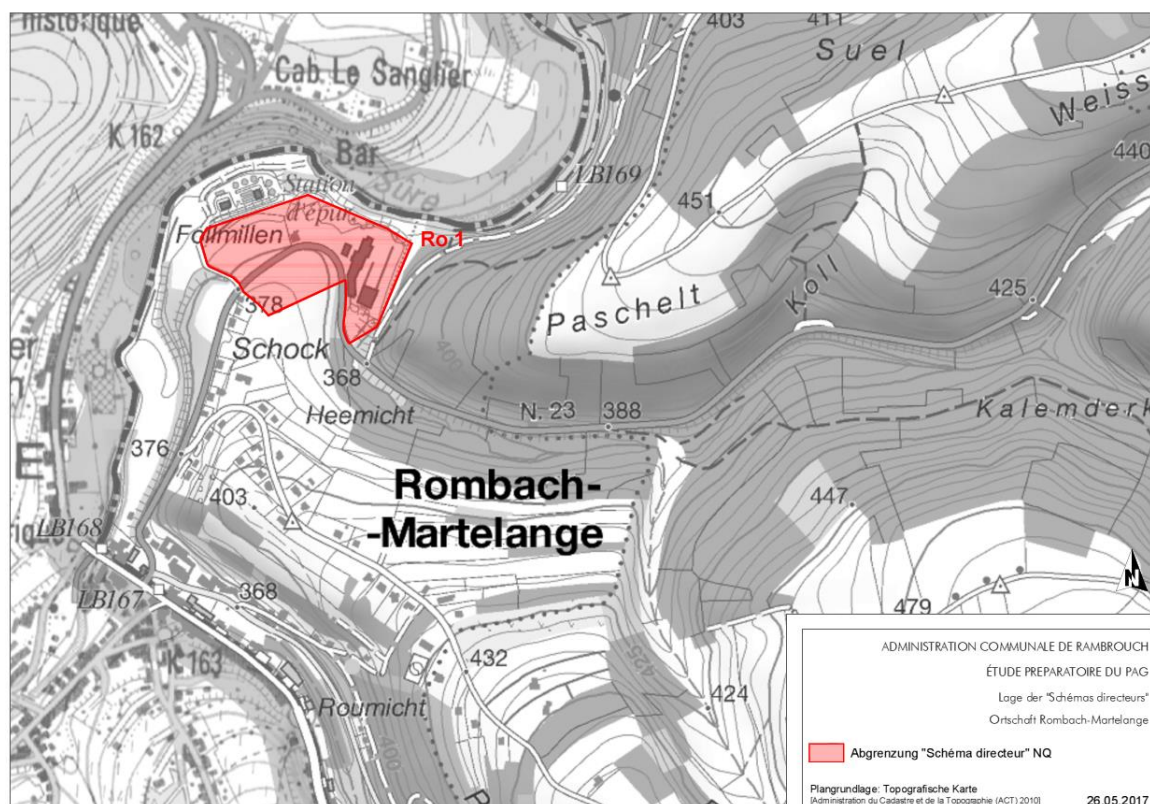 historique
403
411
Suel
Cab. Le Sanglier
Weiss
K 162
Bar
440
Sûre
LB169
Station
d'épur.
451
Follmillen
Ro 1
Koll
425
378
Paschelt
400
Schock
368
N. 23
388
Heemicht
Kalemderk
376
Rombach-
-Martelange
403
447
LB168
LB167
368
N
479
K 163
432
425
424
Roumicht
400
ADMINISTRATION COMMUNALE DE RAMBROUCH
ÉTUDE PREPARATOIRE DU PAG
Lage der "Schémas directeurs"
Ortschaft Rombach-Martelange
Abgrenzung "Schéma directeur" NQ
Plangrundlage: Topografische Karte
[Administration du Cadastre et de la Topographie (ACT) 2010]
26.05.2017